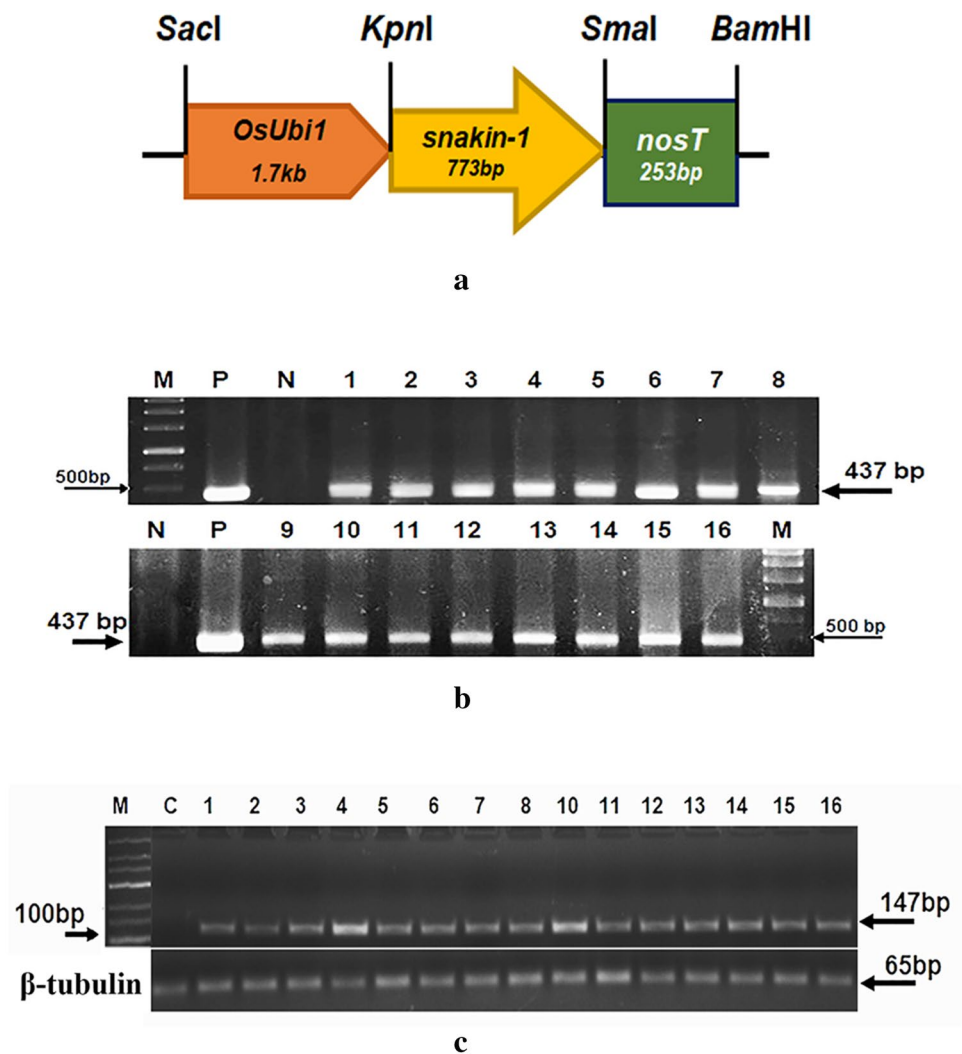 SacI KpnI SmaI BamHI
OsUbi1 snakin-1 nosT
1.7kb 773bp 253bp
a
M P N 1 2 3 4 5 6 7 8
500bp 437 bp
N P 9 10 11 12 13 14 15 16 M
437 bp 500 bp
b
M C 1 2 3 4 5 6 7 8 10 11 12 13 14 15 16
100bp 147bp
β-tubulin 65bp
c